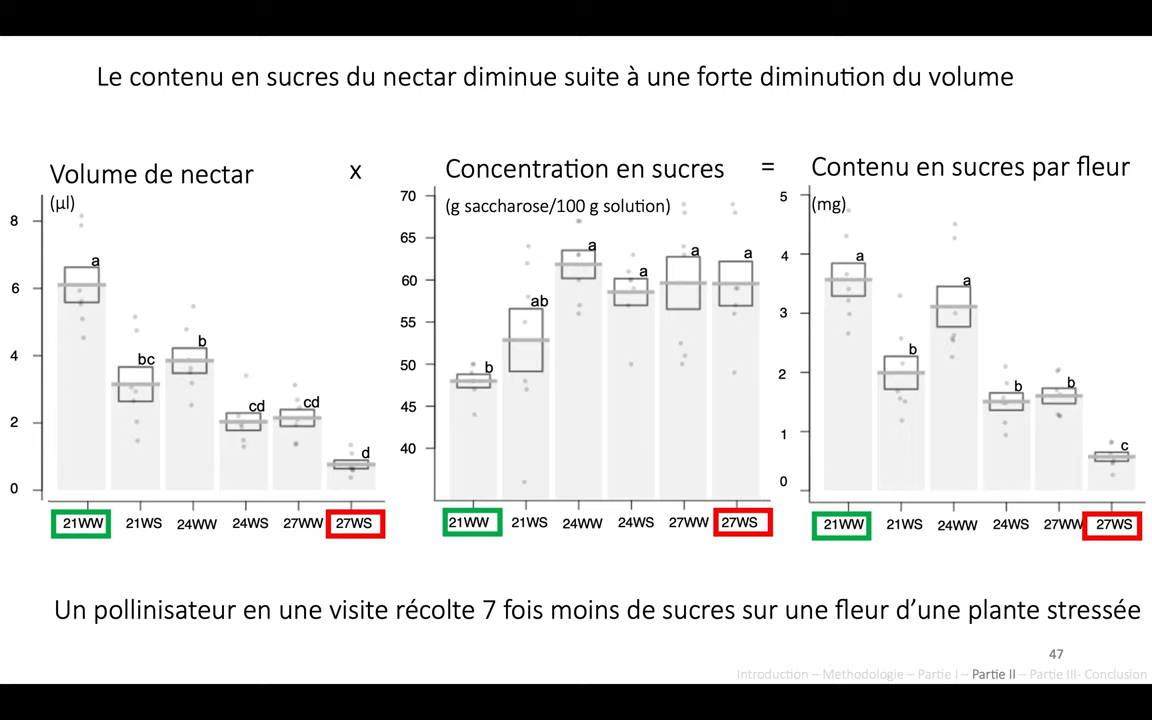 Le contenu en sucres du nectar diminue suite à une forte diminution du volume
Volume de nectar
x
Concentration en sucres
=
Contenu en sucres par fleur
(µl)
8
6
4
2
0
a
bc
b
cd
cd
d
21WW
21WS
24WW
24WS
27WW
27WS
(g saccharose/100 g solution)
70
65
60
55
50
45
40
b
ab
a
a
a
a
21WW
21WS
24WW
24WS
27WW
27WS
(mg)
5
4
3
2
1
0
a
b
a
b
b
c
21WW
21WS
24WW
24WS
27WW
27WS
Un pollinisateur en une visite récolte 7 fois moins de sucres sur une fleur d’une plante stressée
47
Introduction – Methodologie – Partie I – Partie II – Partie III- Conclusion